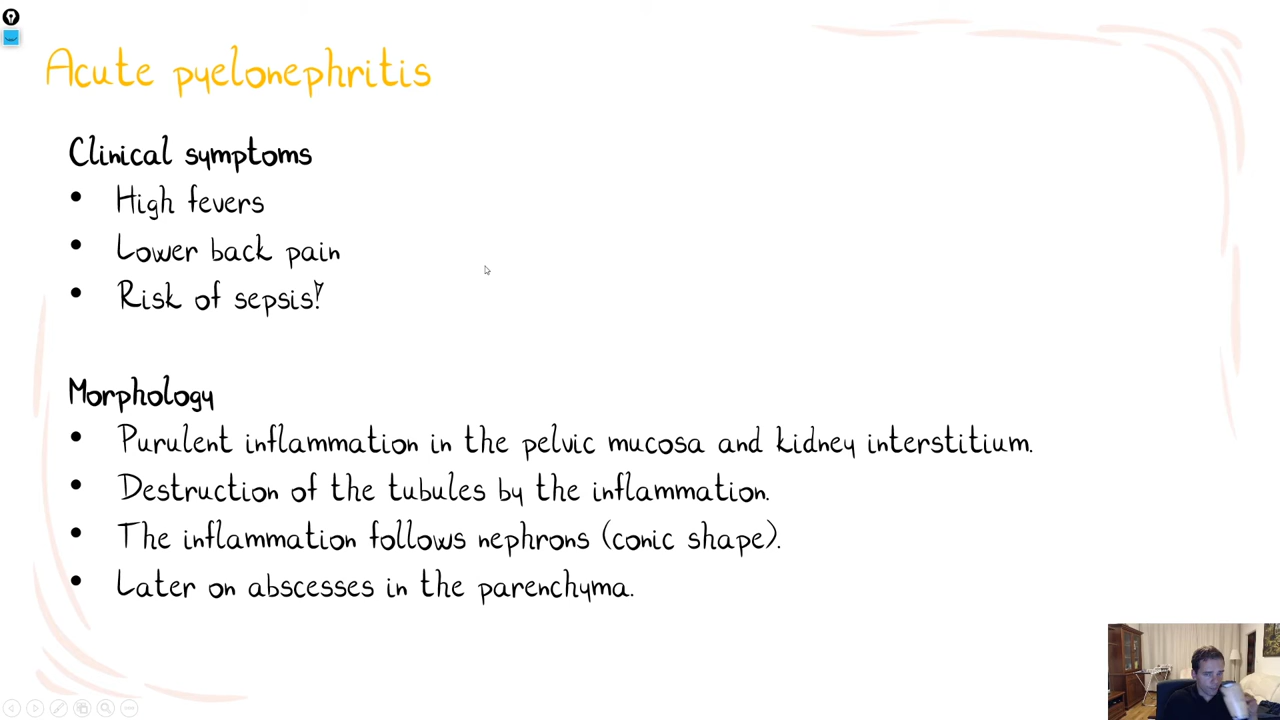 Acute pyelonephritis
Clinical symptoms
• High fevers
• Lower back pain
• Risk of sepsis!
Morphology
• Purulent inflammation in the pelvic mucosa and kidney interstitium.
• Destruction of the tubules by the inflammation.
• The inflammation follows nephrons (conic shape).
• Later on abscesses in the parenchyma.